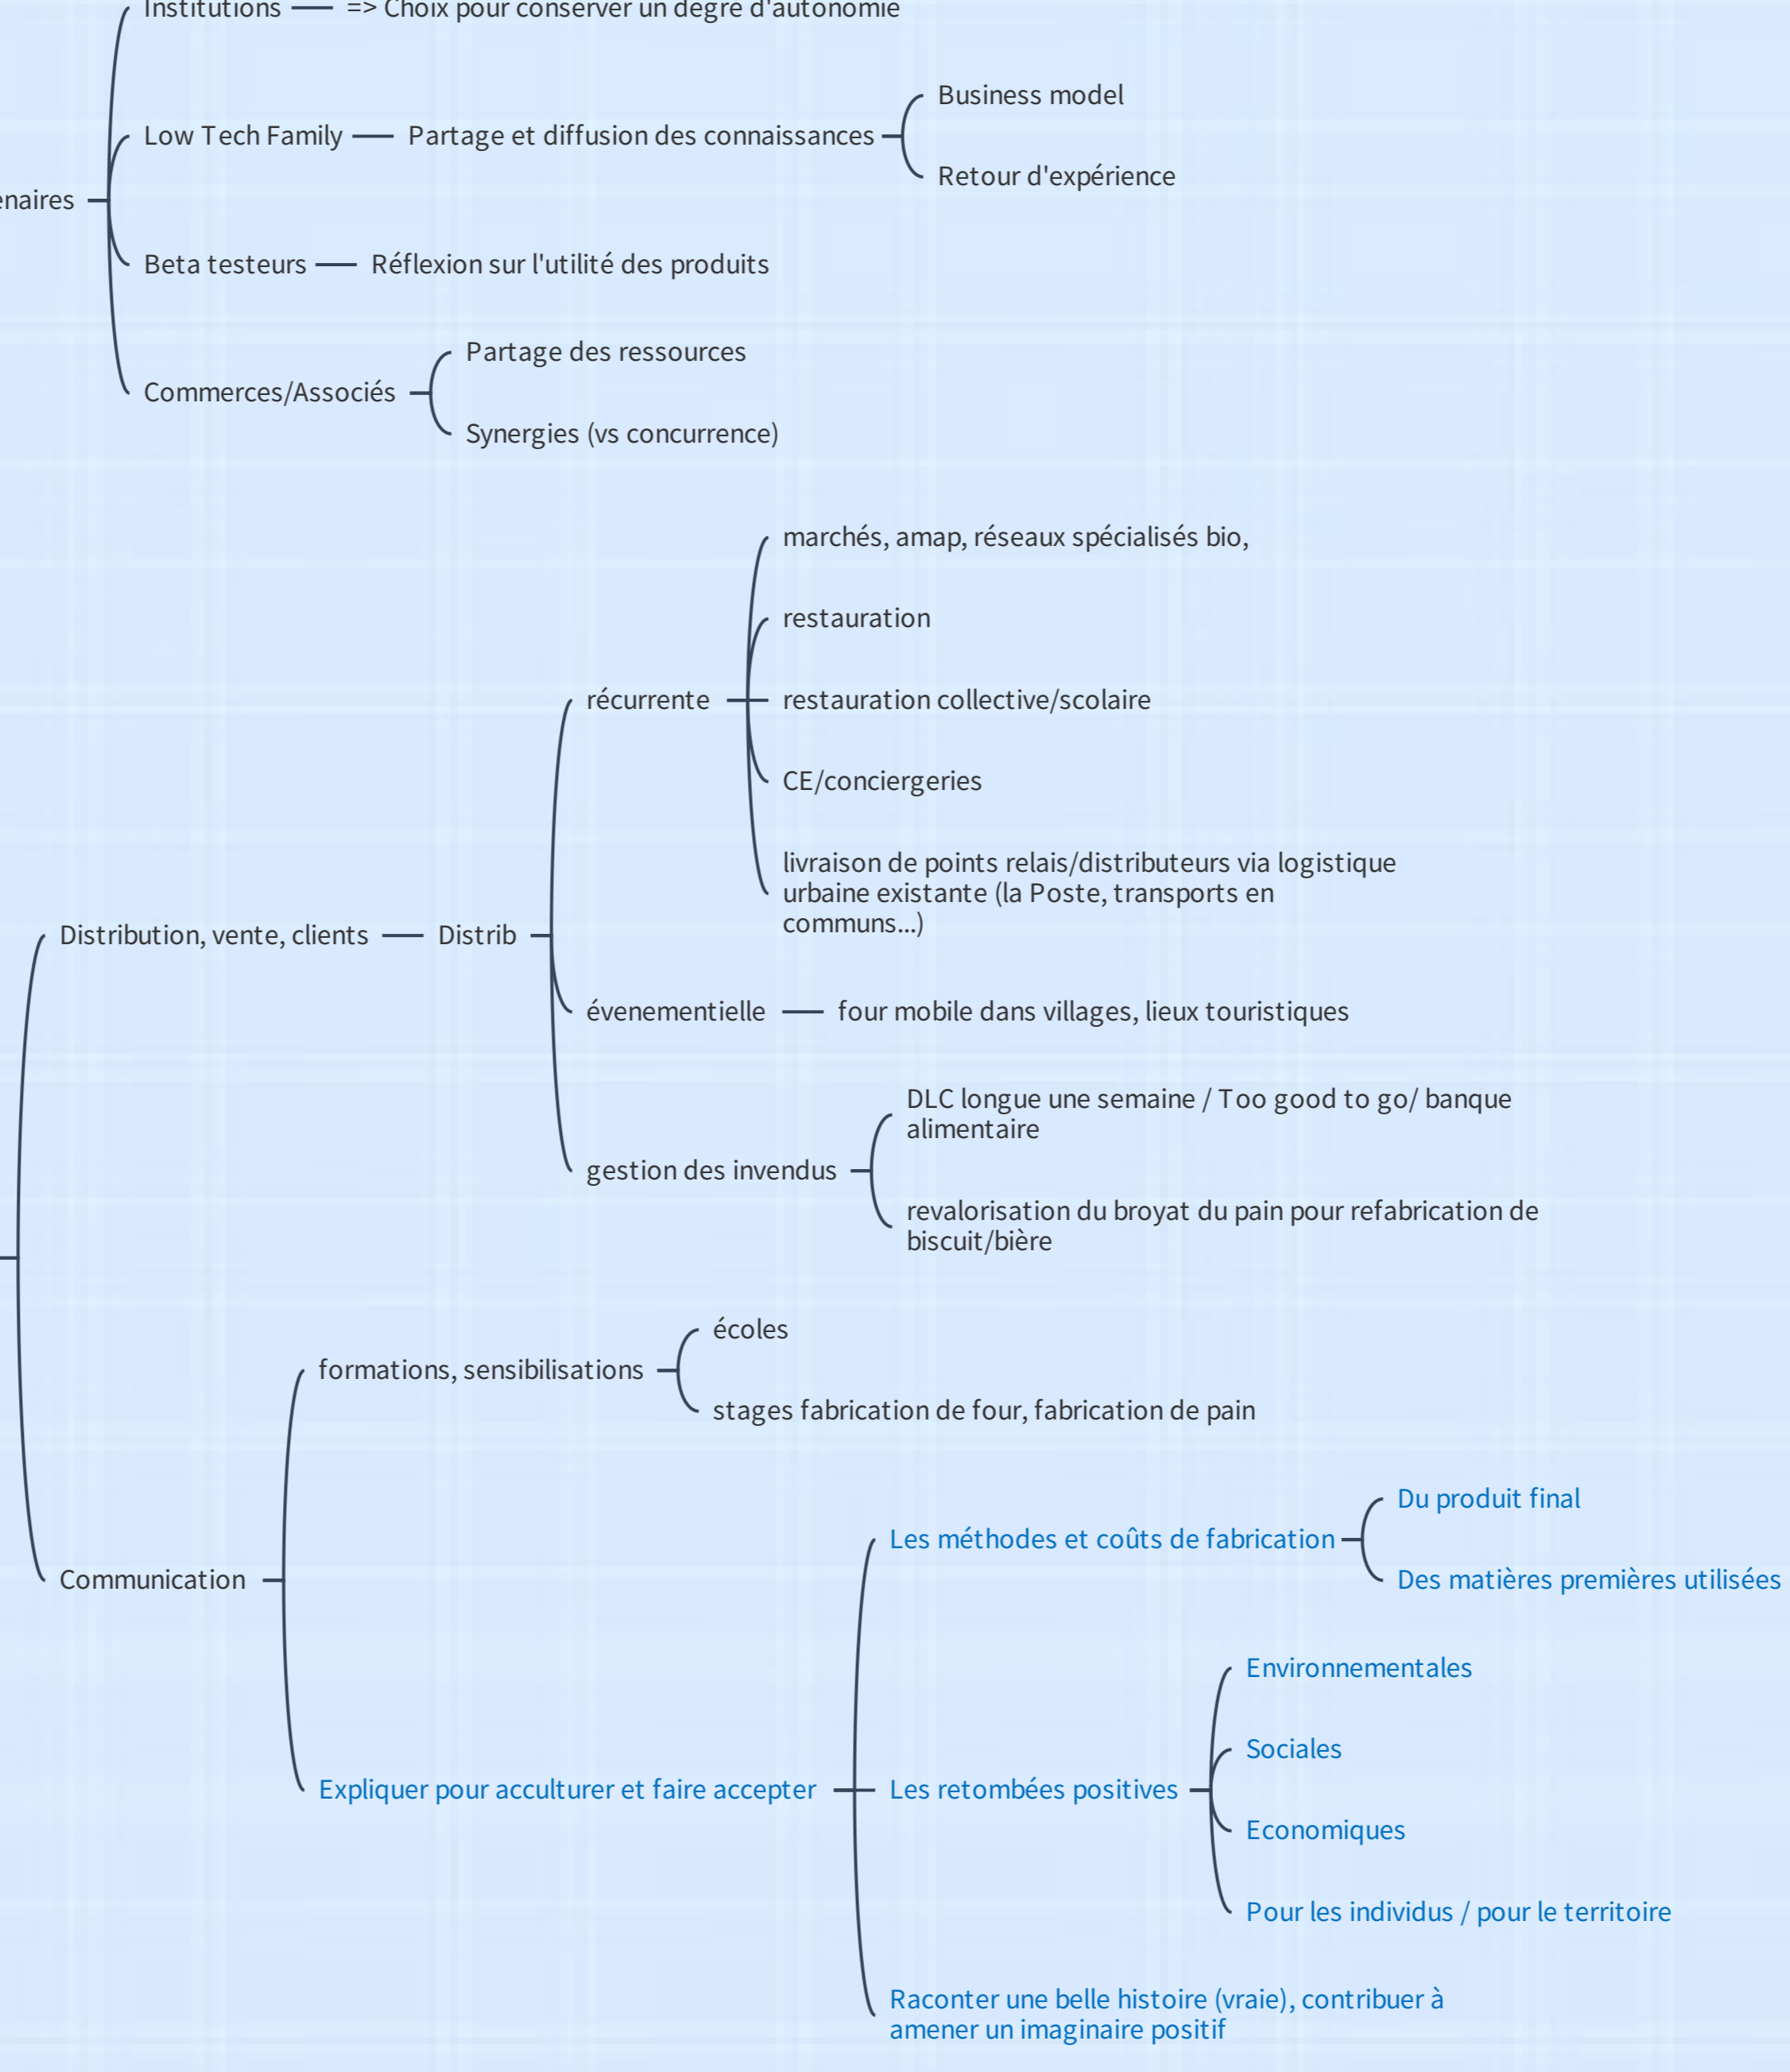 Institutions => Choix pour conserver un degré d'autonomie
Business model
Low Tech Family Partage et diffusion des connaissances
Retour d'expérience
enaires
Beta testeurs Réflexion sur l'utilité des produits
Partage des ressources
Commerces/Associés
Synergies (vs concurrence)
marchés, amap, réseaux spécialisés bio,
restauration
récurrente restauration collective/scolaire
CE/conciergeries
livraison de points relais/distributeurs via logistique
urbaine existante (la Poste, transports en
communs...)
Distribution, vente, clients Distrib
évenementielle four mobile dans villages, lieux touristiques
DLC longue une semaine / Too good to go/ banque
alimentaire
gestion des invendus
revalorisation du broyat du pain pour refabrication de
biscuit/bière
écoles
formations, sensibilisations
stages fabrication de four, fabrication de pain
Du produit final
Les méthodes et coûts de fabrication
Des matières premières utilisées
Communication
Environnementales
Sociales
Expliquer pour acculturer et faire accepter Les retombées positives
Economiques
Pour les individus / pour le territoire
Raconter une belle histoire (vraie), contribuer à
amener un imaginaire positif